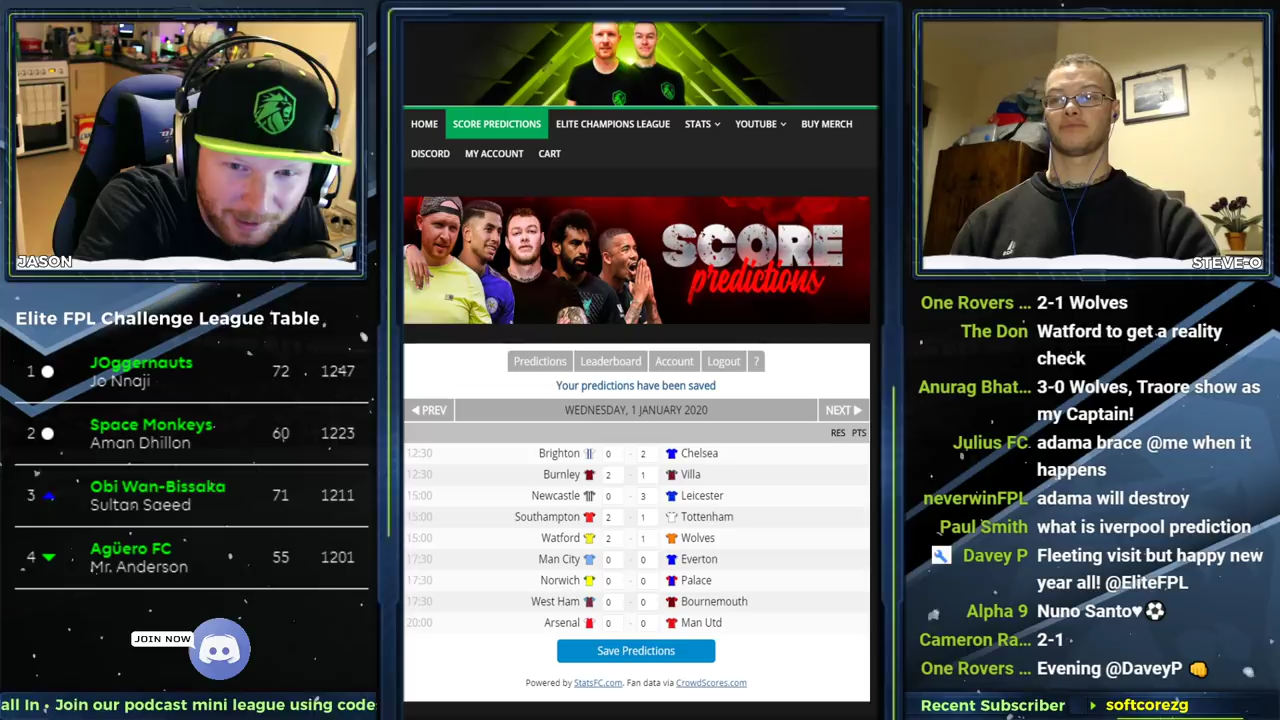 JASON
Elite FPL Challenge League Table
1 JOggernauts 72 1247
Jo Nnaji
2 Space Monkeys 60 1223
Aman Dhillon
3 Obi Wan-Bissaka 71 1211
Sultan Saeed
4 Agüero FC 55 1201
Mr. Anderson
JOIN NOW
all In • Join our podcast mini league using code
HOME SCORE PREDICTIONS ELITE CHAMPIONS LEAGUE STATS YOUTUBE BUY MERCH
DISCORD MY ACCOUNT CART
SCORE
predictions
Predictions Leaderboard Account Logout ?
Your predictions have been saved
PREV WEDNESDAY, 1 JANUARY 2020 NEXT
RES PTS
12:30 Brighton 0 - 2 Chelsea
12:30 Burnley 2 - 1 Villa
15:00 Newcastle 0 - 3 Leicester
15:00 Southampton 2 - 1 Tottenham
15:00 Watford 2 - 1 Wolves
17:30 Man City 0 - 0 Everton
17:30 Norwich 0 - 0 Palace
17:30 West Ham 0 - 0 Bournemouth
20:00 Arsenal 0 - 0 Man Utd
Save Predictions
Powered by StatsFC.com. Fan data via CrowdScores.com
STEVE-O
One Rovers ... 2-1 Wolves
The Don Watford to get a reality
check
Anurag Bhat... 3-0 Wolves, Traore show as
my Captain!
Julius FC adama brace @me when it
happens
neverwinFPL adama will destroy
Paul Smith what is iverpool prediction
Davey P Fleeting visit but happy new
year all! @EliteFPL
Alpha 9 Nuno Santo♥⚽
Cameron Ra... 2-1
One Rovers ... Evening @DaveyP 👊
Recent Subscriber softcorezg